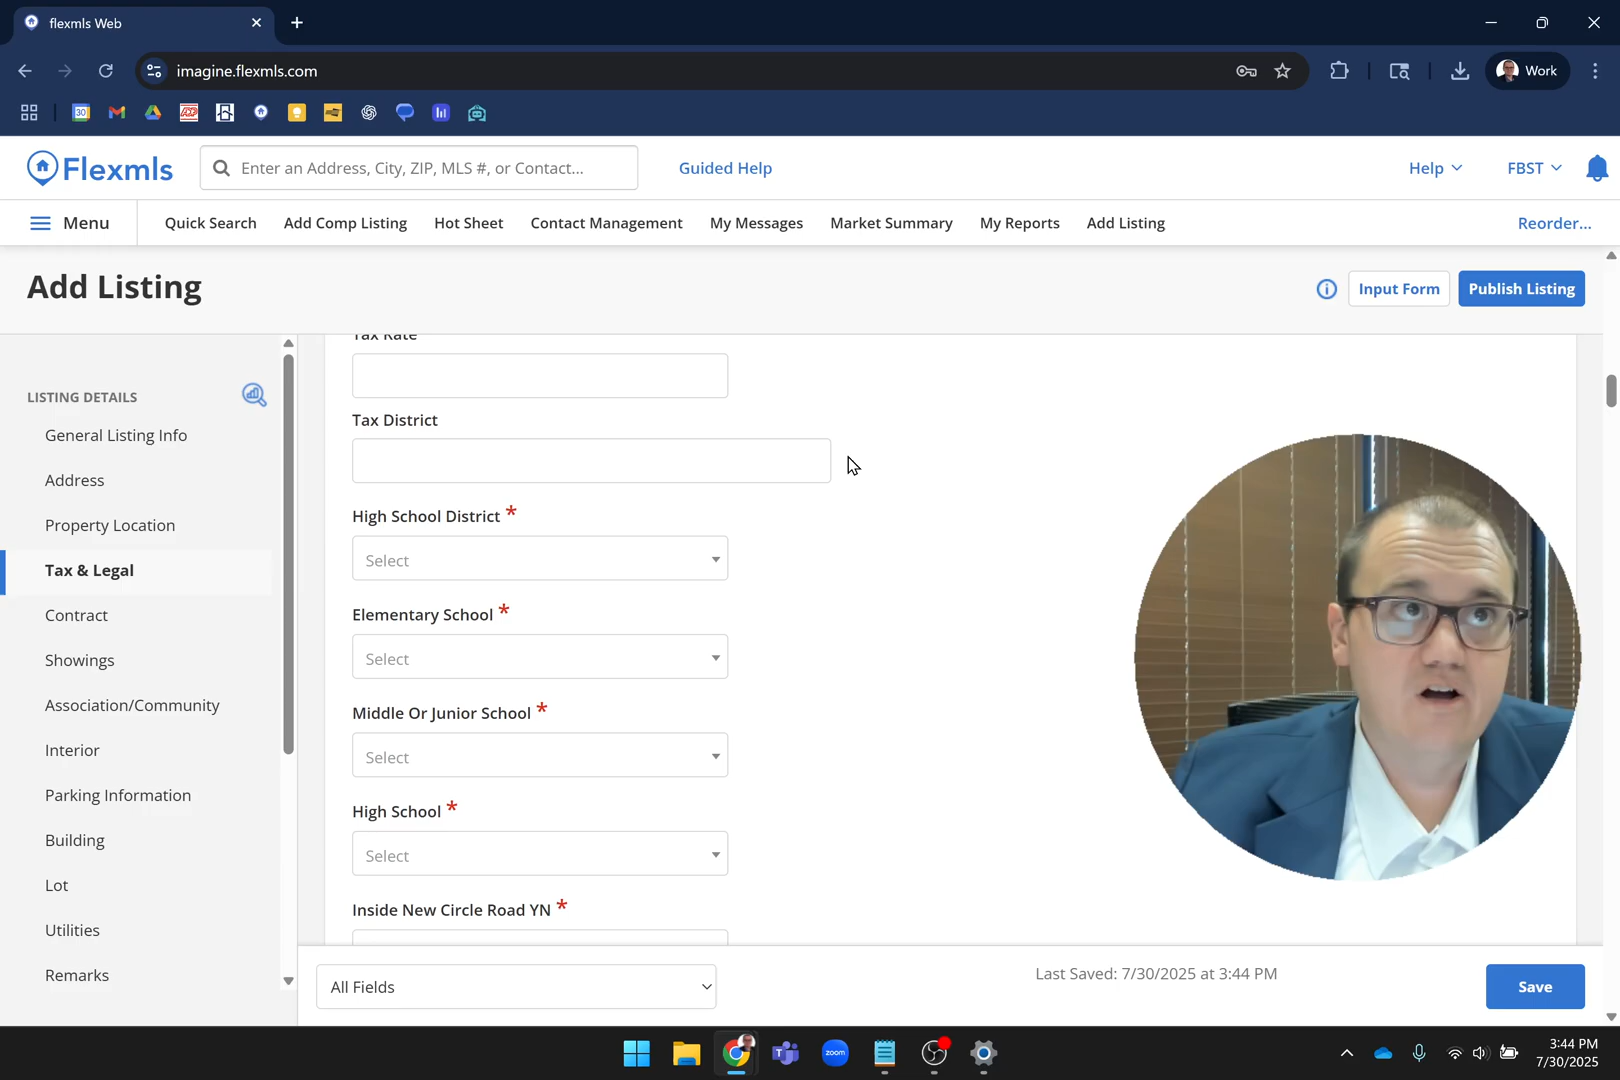 flexmls Web
imagine.flexmls.com
Work
30
Flexmls
Enter an Address, City, ZIP, MLS #, or Contact...
Guided Help
Help
FBST
Menu
Quick Search
Add Comp Listing
Hot Sheet
Contact Management
My Messages
Market Summary
My Reports
Add Listing
Reorder...
Add Listing
Input Form
Publish Listing
LISTING DETAILS
General Listing Info
Address
Property Location
Tax & Legal
Contract
Showings
Association/Community
Interior
Parking Information
Building
Lot
Utilities
Remarks
Tax Rate
Tax District
High School District *
Select
Elementary School *
Select
Middle Or Junior School *
Select
High School *
Select
Inside New Circle Road YN *
All Fields
Last Saved: 7/30/2025 at 3:44 PM
Save
zoom
3:44 PM
7/30/2025